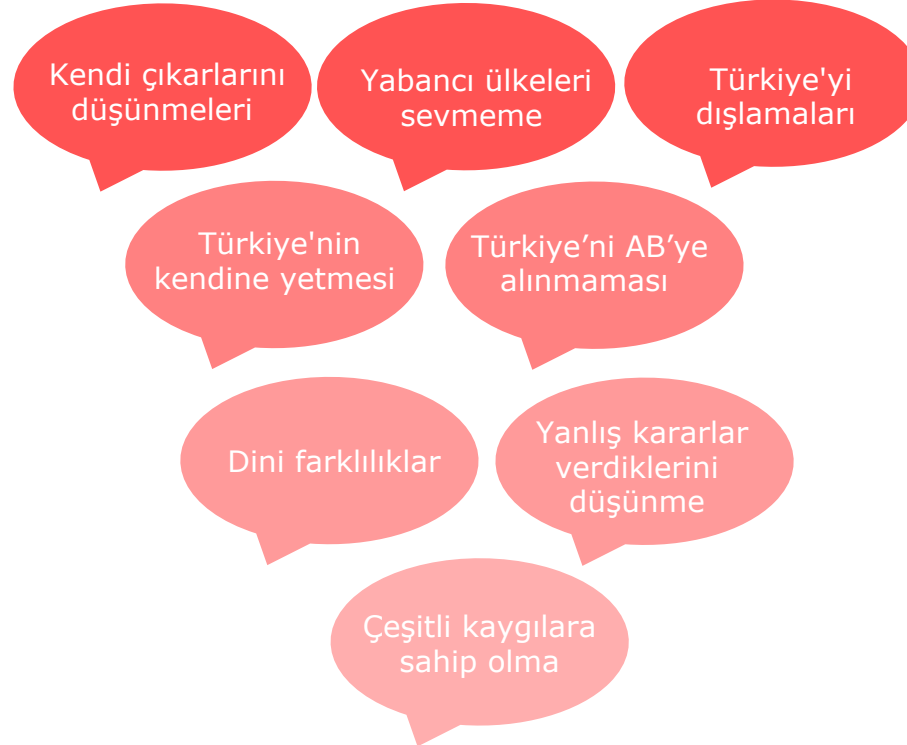 Kendi çıkarlarını
düşünmeleri
Yabancı ülkeleri
sevmeme
Türkiye'yi
dışlamaları
Türkiye'nin
kendine yetmesi
Türkiye’ni AB’ye
alınmaması
Dini farklılıklar
Yanlış kararlar
verdiklerini
düşünme
Çeşitli kaygılara
sahip olma